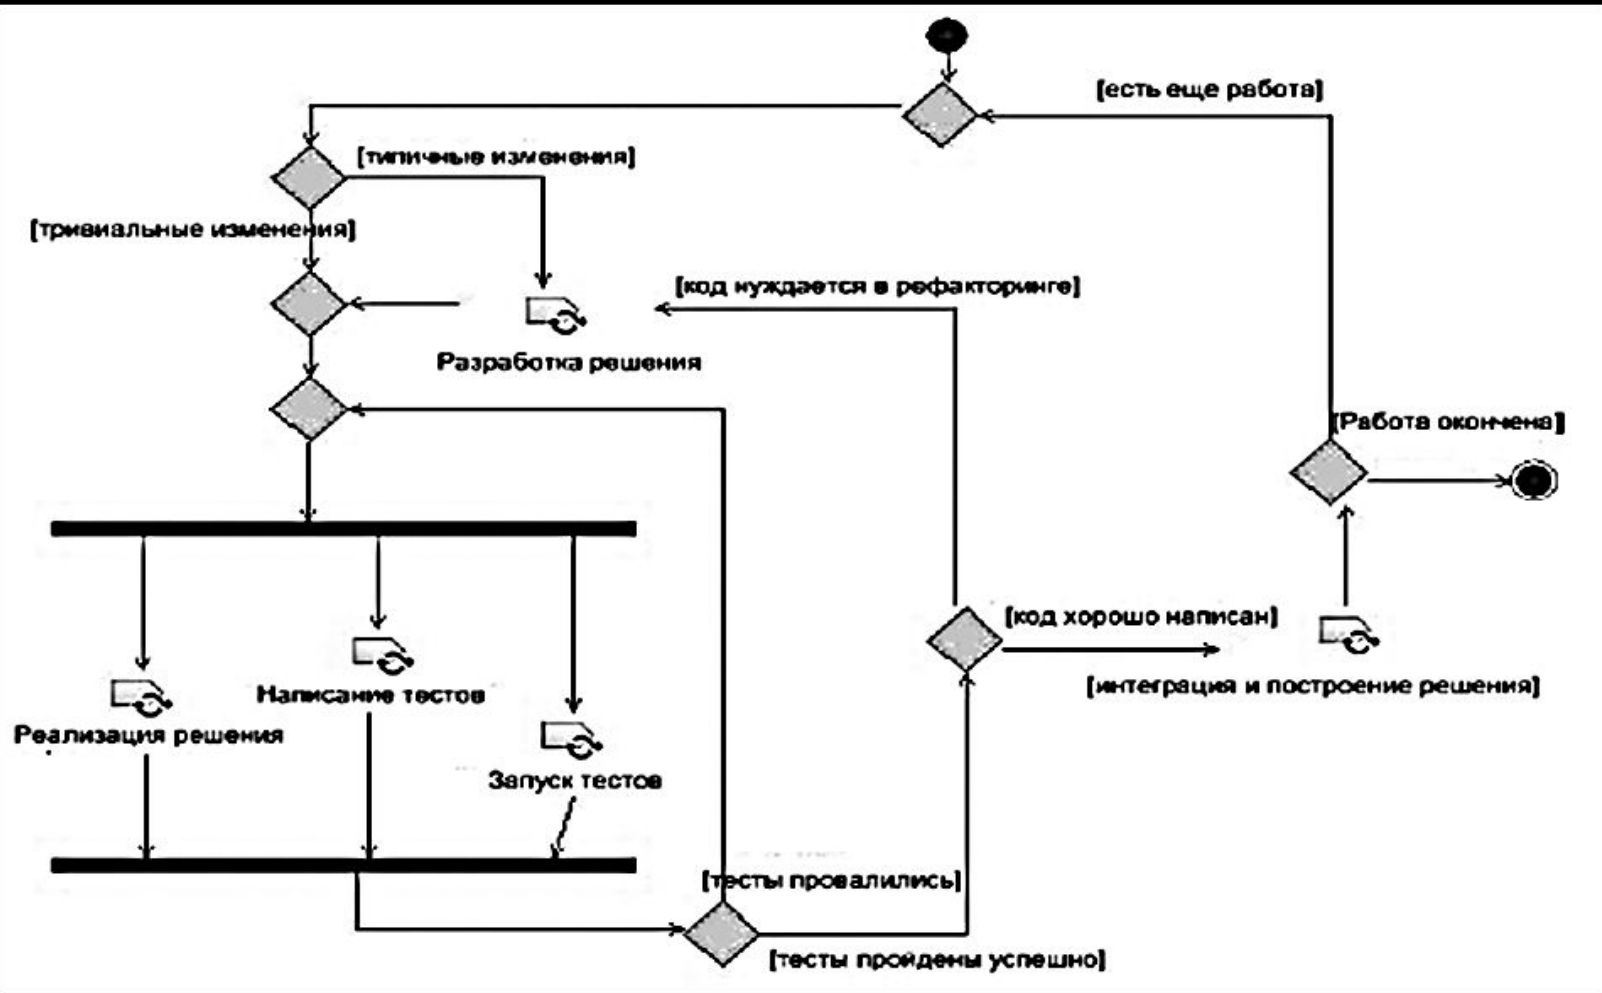 [есть еще работа]
[типичные изменения]
[тривиальные изменения]
[код нуждается в рефакторинге]
Разработка решения
[Работа окончена]
[код хорошо написан]
[интеграция и построение решения]
Написание тестов
Реализация решения
Запуск тестов
[тесты провалились]
[тесты пройдены успешно]